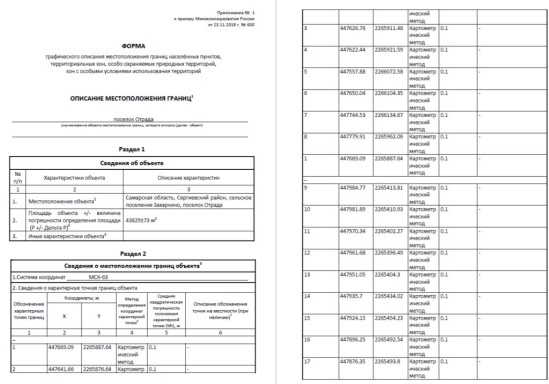 Приложение № 1
к приказу Минэкономразвития России
от 23.11.2018 г. № 650
ФОРМА
графического описания местоположения границ населённых пунктов,
территориальных зон, особо охраняемых природных территорий,
зон с особыми условиями использования территорий
ОПИСАНИЕ МЕСТОПОЛОЖЕНИЯ ГРАНИЦ1
поселок Отрада
(наименование объекта местоположения границ, которого описано (далее - объект)
Раздел 1
Сведения об объекте
№ п/п Характеристики объекта Описание характеристик
1 2 3
1. Местоположение объекта2 Самарская область, Сергиевский район, сельское
поселение Захаркино, поселок Отрада
2. Площадь объекта +/- величина
погрешности определения площади
(Р +/- Дельта Р)3 43829173 м2
3. Иные характеристики объекта4
Раздел 2
Сведения о местоположении границ объекта5
1.Система координат МСК-63
2. Сведения о характерных точках границ объекта
Обозначение характерных точек границ
Координаты, м
X Y
Метод определения координат характерной точки6
Средняя квадратическая погрешность положения характерной точки (Мt), м
Описание обозначения точки на местности (при наличии)7
1 2 3 4 5 6
--
1 447669.09 2265887.64 Картометрический метод 0.1 -
2 447641.66 2265876.64 Картометр 0.1 -
ический метод
3 447626.76 2265911.48 Картометрический метод 0.1 -
4 447622.44 2265921.59 Картометрический метод 0.1 -
5 447557.88 2266072.58 Картометрический метод 0.1 -
6 447650.04 2266104.35 Картометрический метод 0.1 -
7 447744.53 2266134.67 Картометрический метод 0.1 -
8 447779.91 2265962.06 Картометрический метод 0.1 -
1 447669.09 2265887.64 Картометрический метод 0.1 -
--
9 447984.77 2265413.81 Картометрический метод 0.1 -
10 447981.89 2265410.93 Картометрический метод 0.1 -
11 447970.34 2265402.27 Картометрический метод 0.1 -
12 447961.68 2265396.49 Картометрический метод 0.1 -
13 447951.05 2265404.3 Картометрический метод 0.1 -
14 447935.7 2265434.02 Картометрический метод 0.1 -
15 447924.15 2265454.23 Картометрический метод 0.1 -
16 447896.25 2265492.54 Картометрический метод 0.1 -
17 447876.35 2265493.8 Картометрический метод 0.1 -